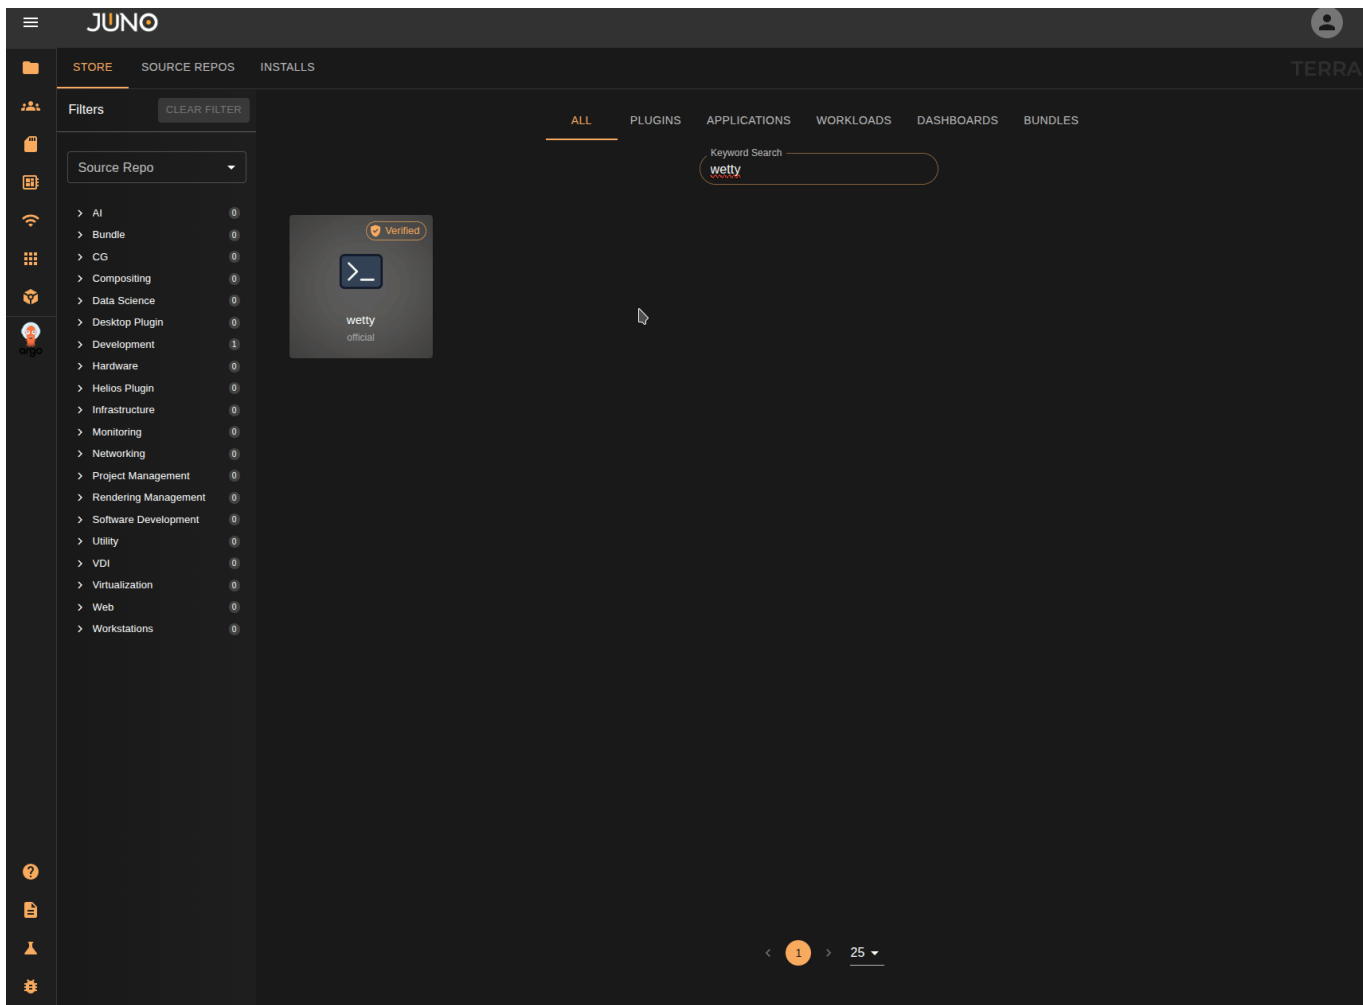 JUNO
STORE SOURCE REPOS INSTALLS
TERRA
Filters CLEAR FILTER
ALL PLUGINS APPLICATIONS WORKLOADS DASHBOARDS BUNDLES
Keyword Search
wetty
Source Repo
AI 0
Bundle 0
CG 0
Compositing 0
Data Science 0
Desktop Plugin 0
Development 1
Hardware 0
Helios Plugin 0
Infrastructure 0
Monitoring 0
Networking 0
Project Management 0
Rendering Management 0
Software Development 0
Utility 0
VDI 0
Virtualization 0
Web 0
Workstations 0
Verified
>_
wetty
official
argo
1 25